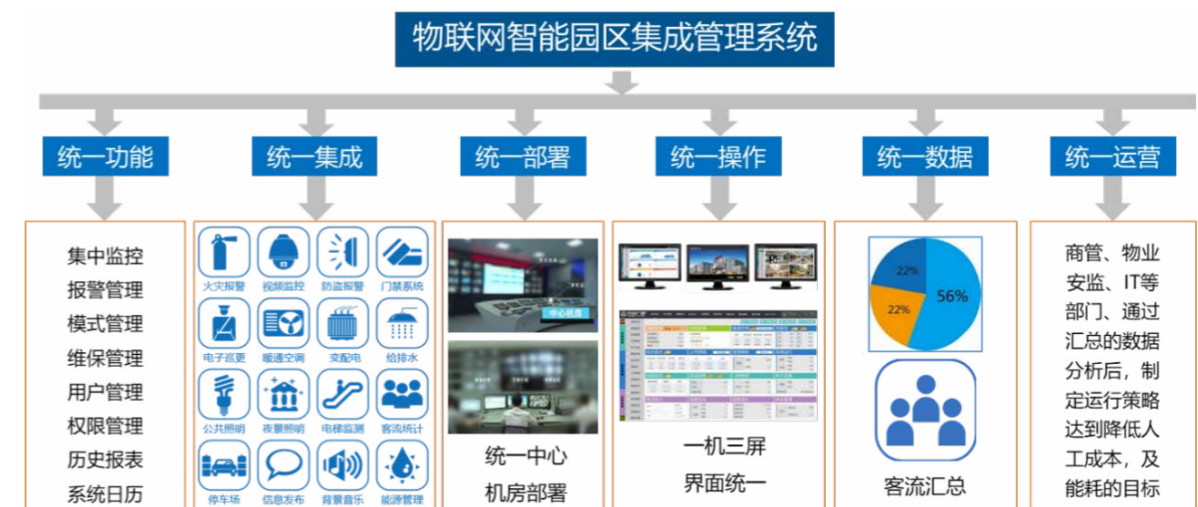 物联网智能园区集成管理系统
统一功能
统一集成
统一部署
统一操作
统一数据
统一运营
集中监控
报警管理
模式管理
维保管理
用户管理
权限管理
历史报表
系统日历
火灾报警
视频监控
防盗报警
门禁系统
电子巡更
暖通空调
变配电
给排水
公共照明
夜景照明
电梯监测
客流统计
停车场
信息发布
背景音乐
能源管理
中心机房
统一中心
机房部署
一机三屏
界面统一
22%
56%
22%
客流汇总
商管、物业
安监、IT等
部门、通过
汇总的数据
分析后，制
定运行策略
达到降低人
工成本，及
能耗的目标